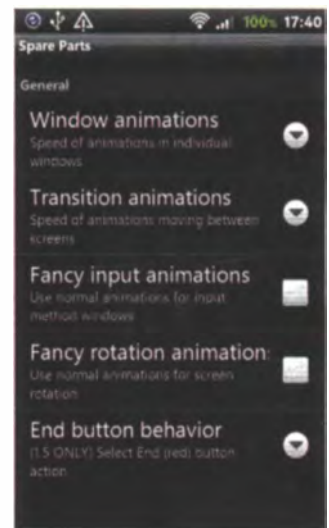 100% 17:40
Spare Parts
General
Window animations
Speed of animations in individual
windows
Transition animations
Speed of animations moving between
screens
Fancy input animations
Use normal animations for input
method windows
Fancy rotation animation:
Use normal animations for screen
rotation
End button behavior
(1.5 ONLY) Select End (red) button
action